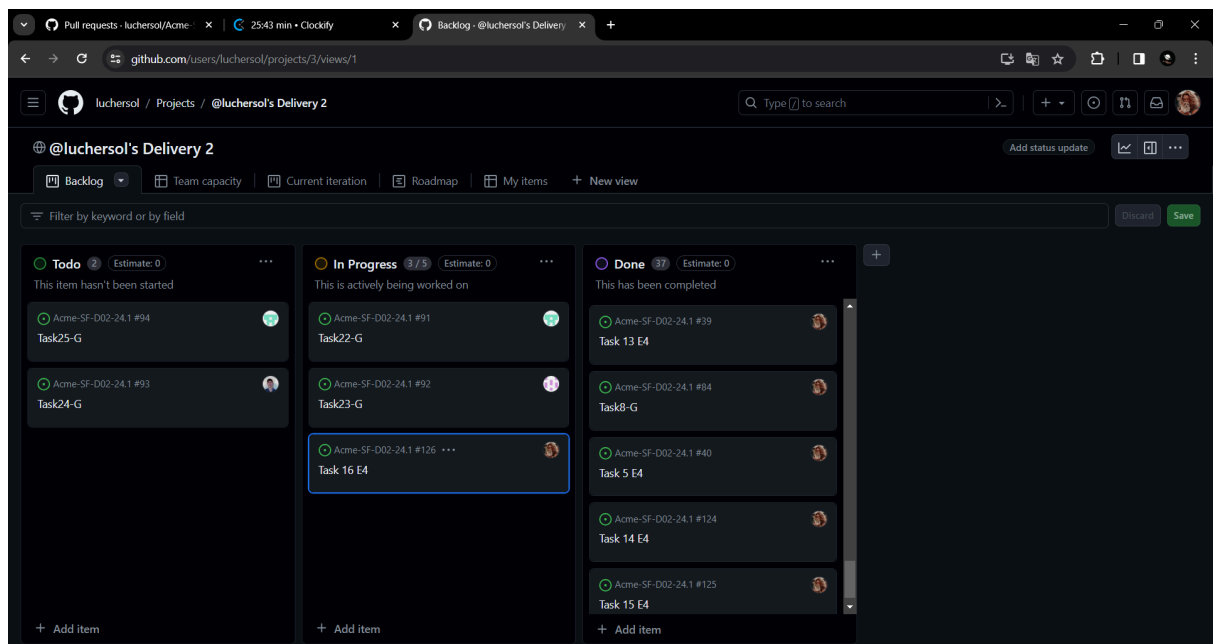 Pull requests · luchersol/Acme-
25:43 min • Clockify
Backlog · @luchersol's Delivery
github.com/users/luchersol/projects/3/views/1
luchersol / Projects / @luchersol's Delivery 2
Type / to search
@luchersol's Delivery 2
Add status update
Backlog
Team capacity
Current iteration
Roadmap
My items
+ New view
Filter by keyword or by field
Discard
Save
Todo 2 Estimate: 0
This item hasn't been started
Acme-SF-D02-24.1 #94
Task25-G
Acme-SF-D02-24.1 #93
Task24-G
+ Add item
In Progress 3 / 5 Estimate: 0
This is actively being worked on
Acme-SF-D02-24.1 #91
Task22-G
Acme-SF-D02-24.1 #92
Task23-G
Acme-SF-D02-24.1 #126
Task 16 E4
+ Add item
Done 37 Estimate: 0
This has been completed
Acme-SF-D02-24.1 #39
Task 13 E4
Acme-SF-D02-24.1 #84
Task8-G
Acme-SF-D02-24.1 #40
Task 5 E4
Acme-SF-D02-24.1 #124
Task 14 E4
Acme-SF-D02-24.1 #125
Task 15 E4
+ Add item